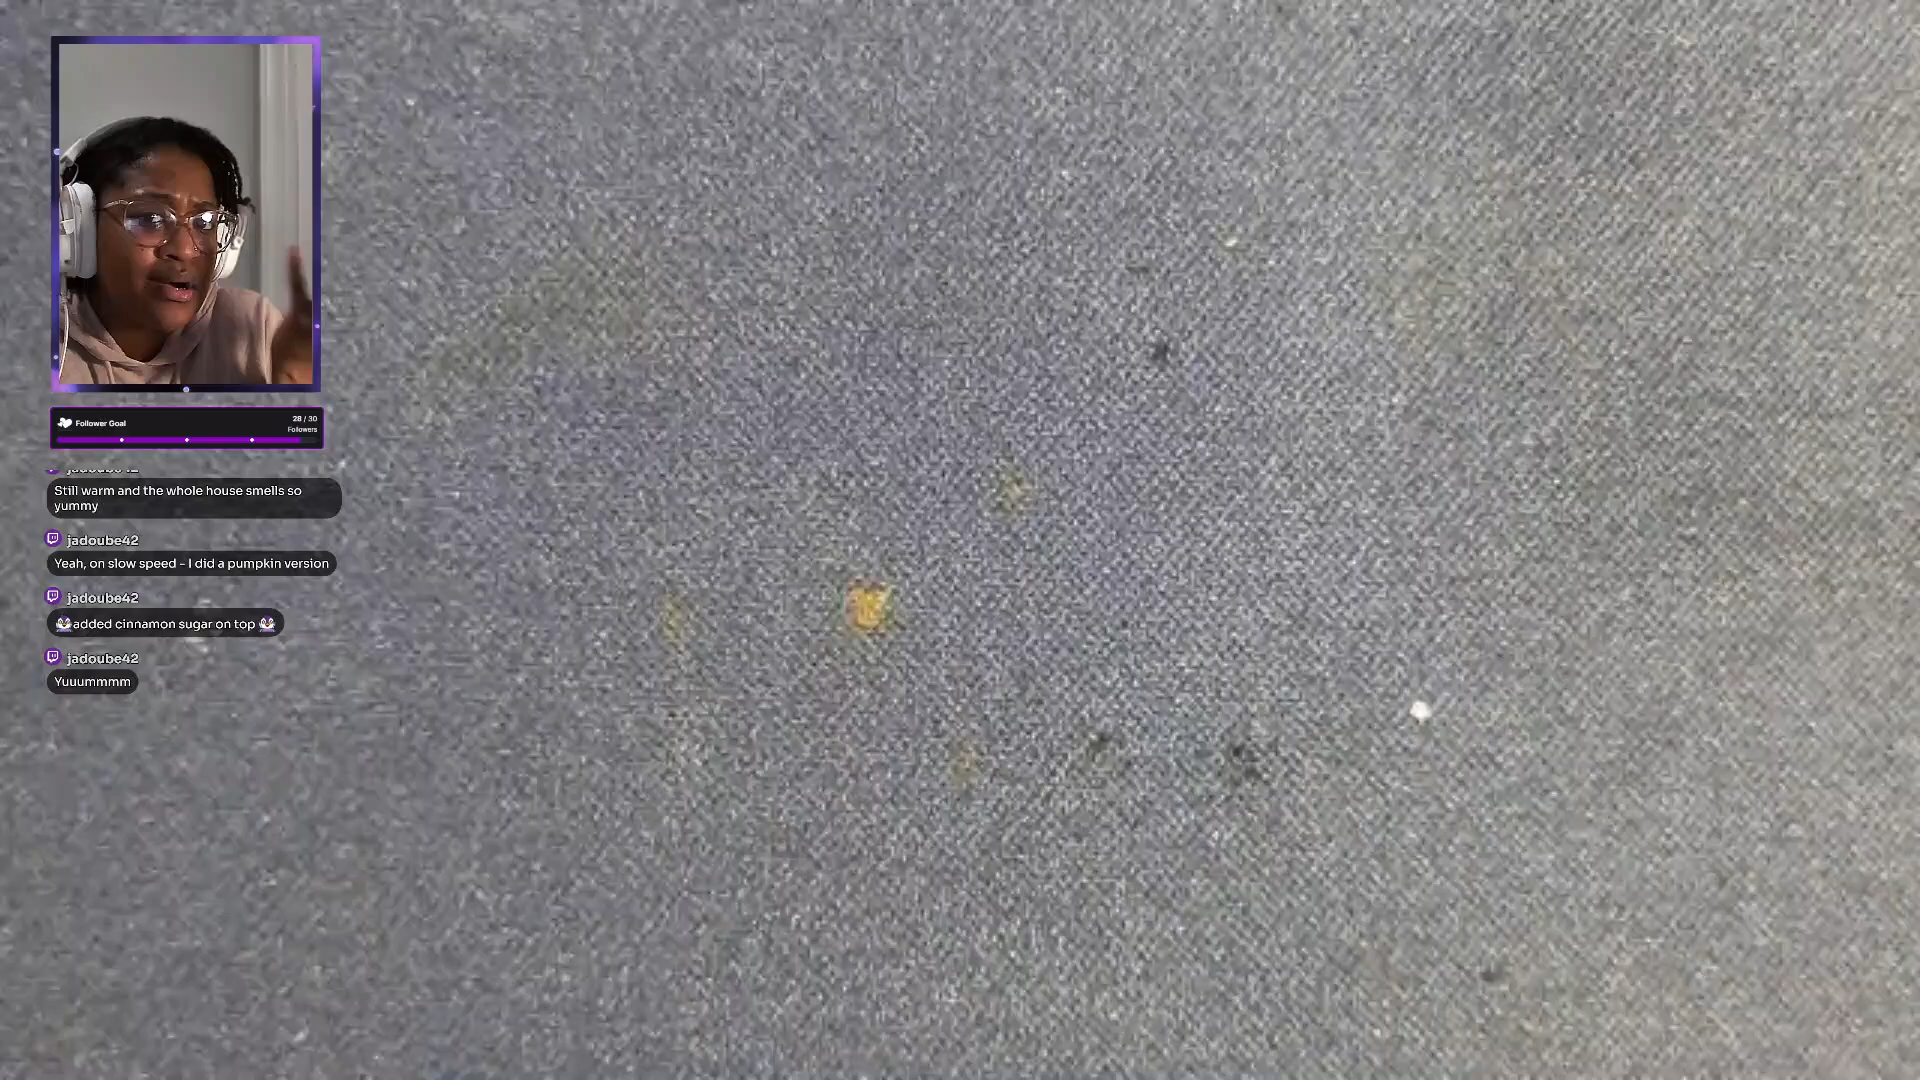 28 / 30
Follower Goal
Followers
jadoube42
Still warm and the whole house smells so
yummy
jadoube42
Yeah, on slow speed - I did a pumpkin version
jadoube42
added cinnamon sugar on top
jadoube42
Yuuummmm